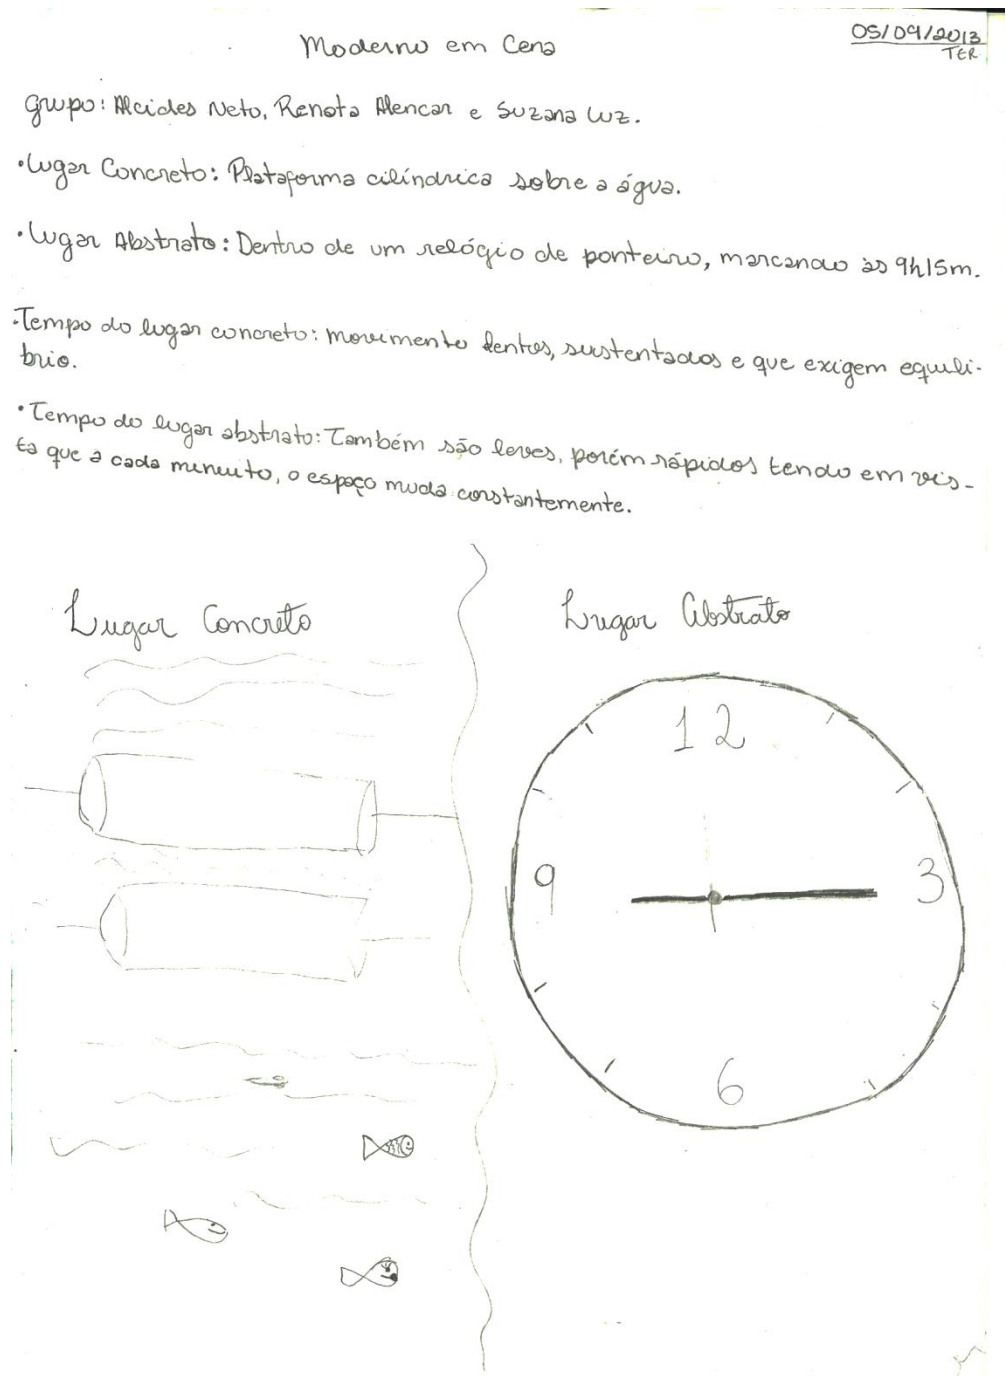 Moderno em Cena
05/09/2013
TER
Grupo: Alcides Neto, Renata Alencar e Suzana Luz.
• Lugar Concreto: Plataforma cilíndrica sobre a água.
• Lugar Abstrato: Dentro de um relógio de ponteiro, marcando às 9h15m.
• Tempo do lugar concreto: movimento lentos, sustentados e que exigem equilí-
brio.
• Tempo do lugar abstrato: Também são leves, porém rápidos tendo em vis-
ta que a cada minuto, o espaço muda constantemente.
Lugar Concreto
Lugar Abstrato
12
9
3
6